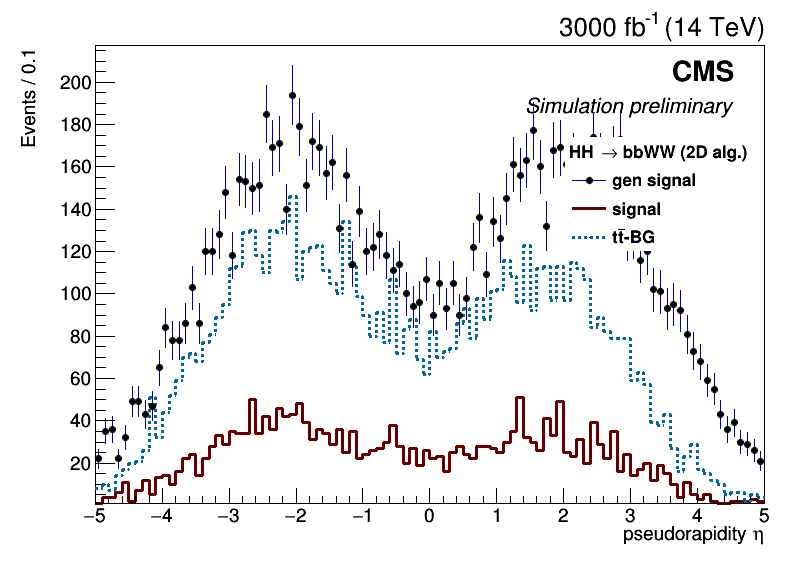 3000 fb⁻¹ (14 TeV)
Events / 0.1
CMS
Simulation preliminary
HH → bbWW (2D alg.)
gen signal
signal
tt̄-BG
200
180
160
140
120
100
80
60
40
20
−5 −4 −3 −2 −1 0 1 2 3 4 5
pseudorapidity η